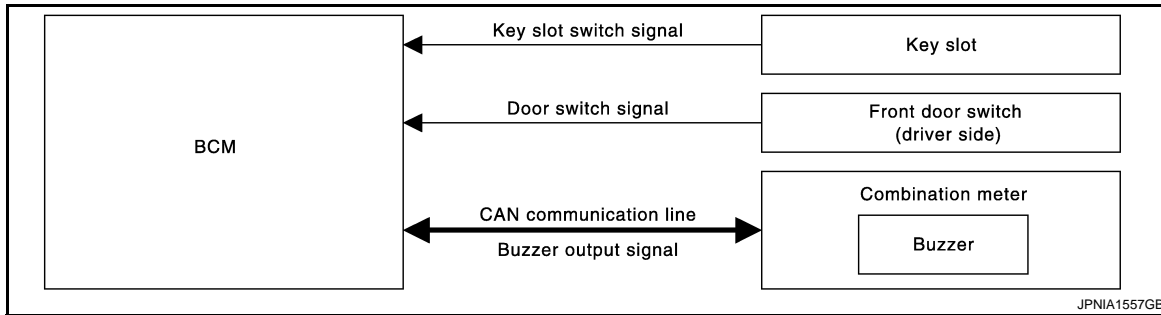 Key slot switch signal
Key slot
Door switch signal
Front door switch
(driver side)
BCM
Combination meter
CAN communication line
Buzzer output signal
Buzzer
JPNIA1557GB